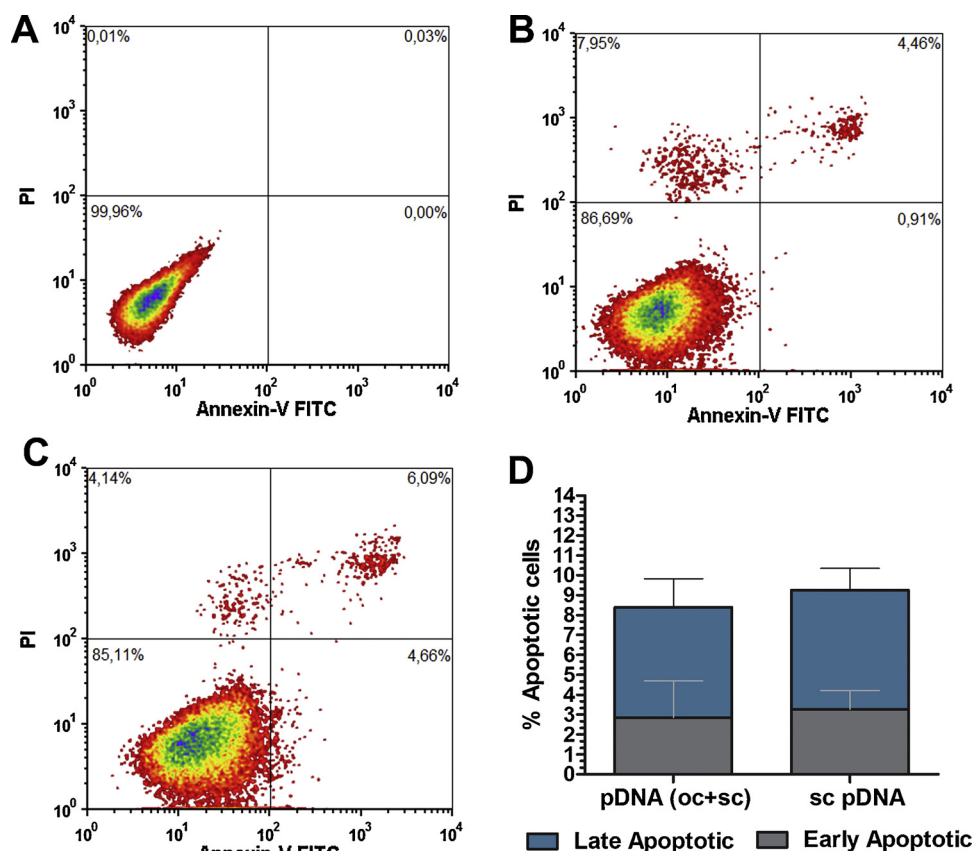 A
0,01%
0,03%
99,96%
0,00%
10^4
10^3
10^2
10^1
10^0
PI
10^0 10^1 10^2 10^3 10^4
Annexin-V FITC
B
7,95%
4,46%
86,69%
0,91%
10^4
10^3
10^2
10^1
10^0
PI
10^0 10^1 10^2 10^3 10^4
Annexin-V FITC
C
4,14%
6,09%
85,11%
4,66%
10^4
10^3
10^2
10^1
10^0
PI
10^0 10^1 10^2 10^3 10^4
Annexin-V FITC
D
% Apoptotic cells
14
13
12
11
10
9
8
7
6
5
4
3
2
1
0
pDNA (oc+sc) sc pDNA
Late Apoptotic Early Apoptotic